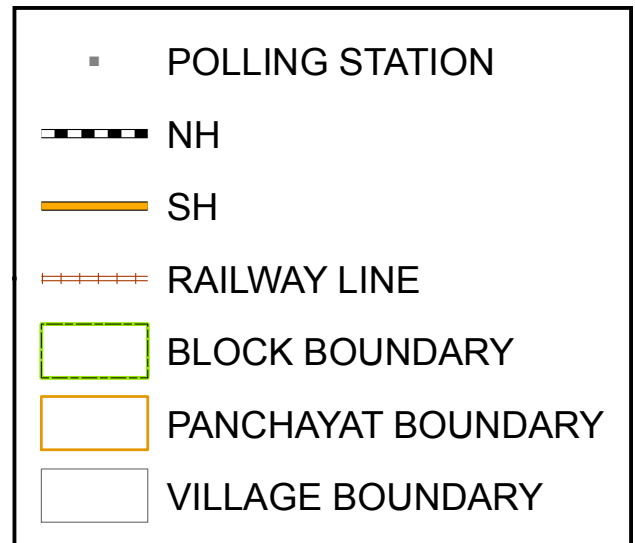 POLLING STATION
NH
SH
RAILWAY LINE
BLOCK BOUNDARY
PANCHAYAT BOUNDARY
VILLAGE BOUNDARY